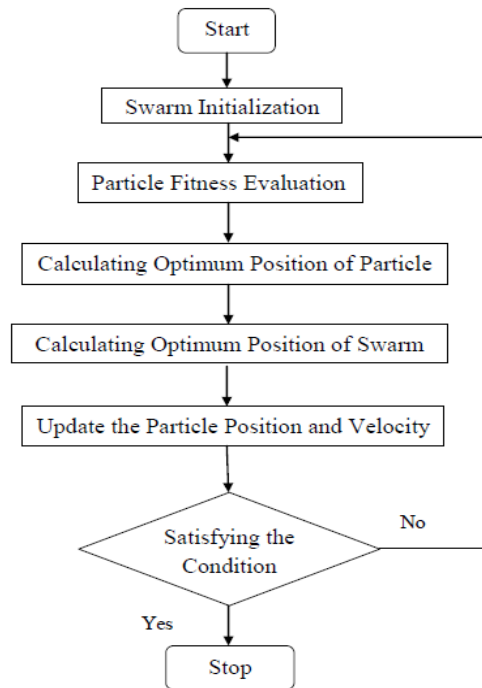 Start
Swarm Initialization
Particle Fitness Evaluation
Calculating Optimum Position of Particle
Calculating Optimum Position of Swarm
Update the Particle Position and Velocity
Satisfying the
Condition
No
Yes
Stop